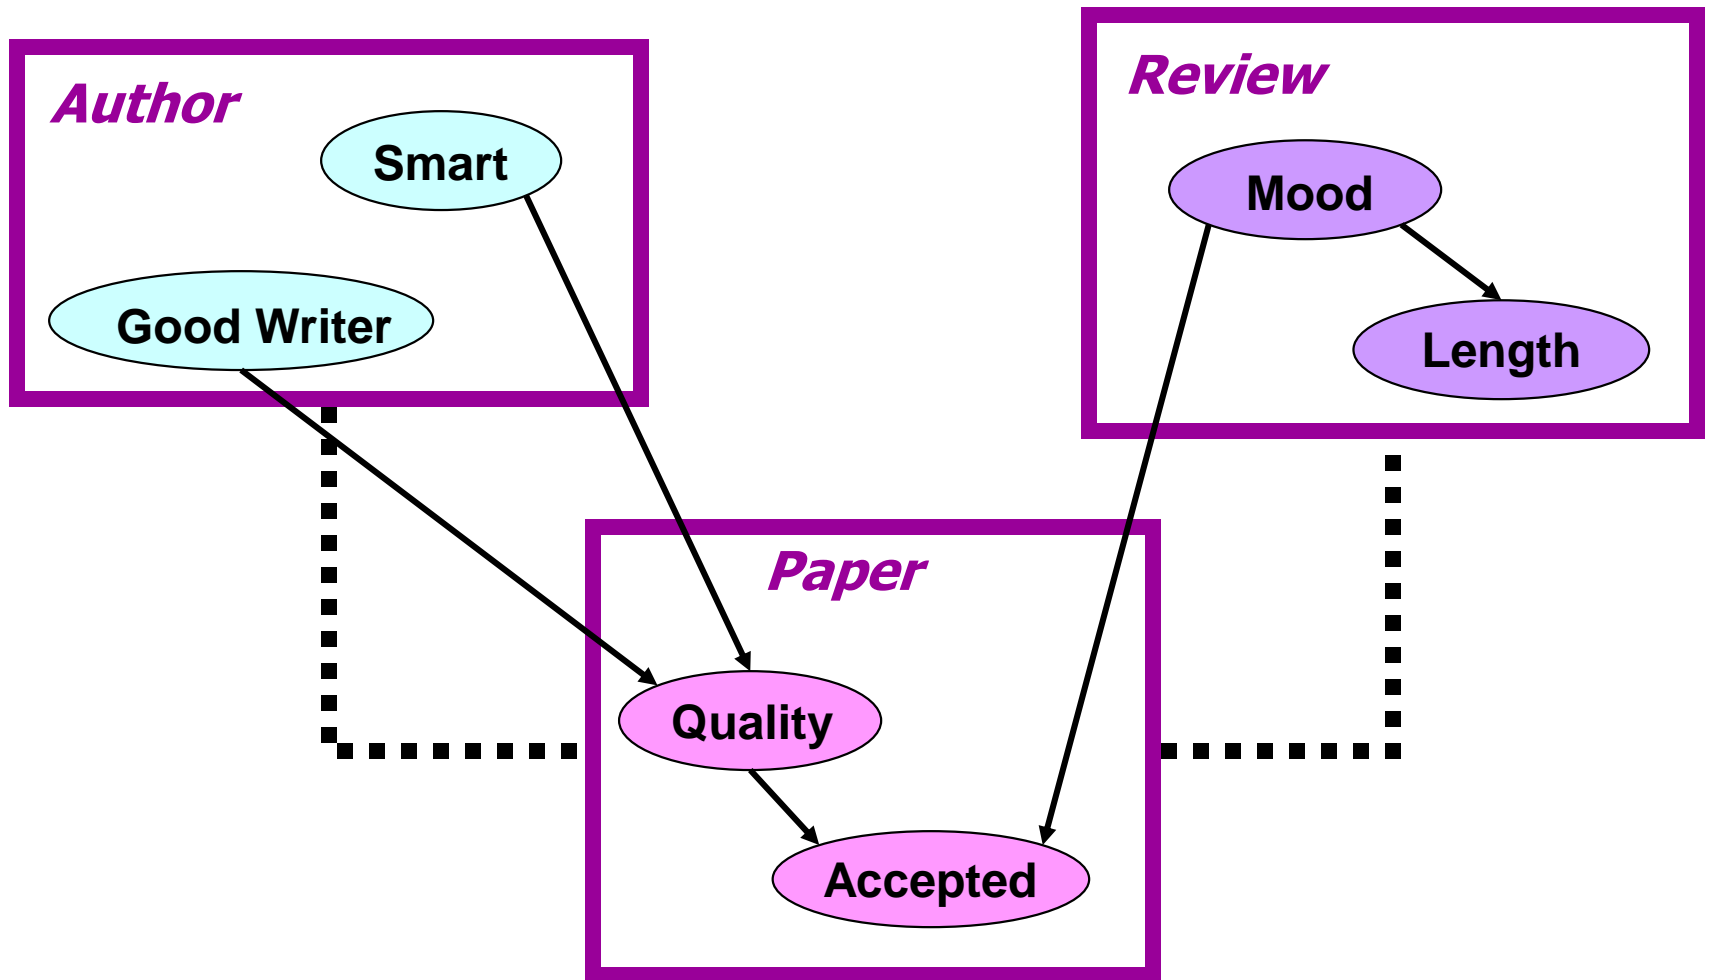 Author
Smart
Good Writer
Review
Mood
Length
Paper
Quality
Accepted